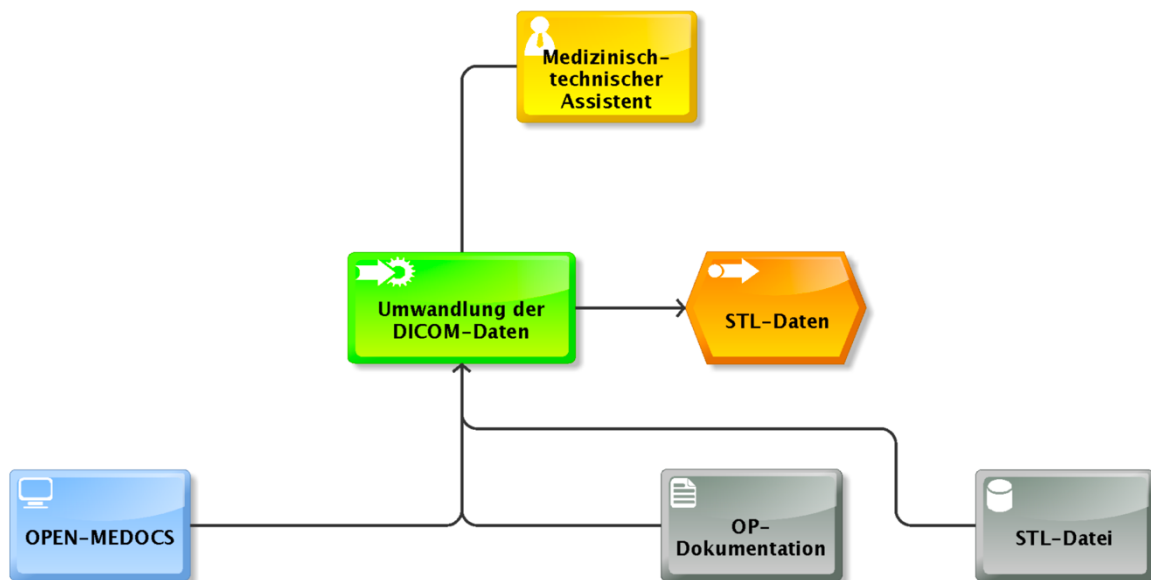 Medizinisch-
technischer
Assistent
Umwandlung der
DICOM-Daten
STL-Daten
OPEN-MEDOCS
OP-
Dokumentation
STL-Datei